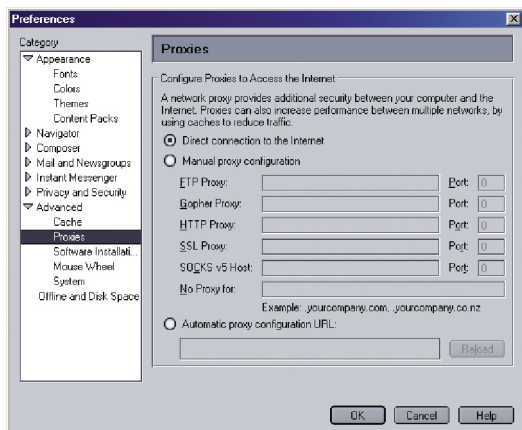 Preferences
Category
Appearance
Fonts
Colors
Themes
Content Packs
Navigator
Composer
Mail and Newsgroups
Instant Messenger
Privacy and Security
Advanced
Cache
Proxies
Software Installati...
Mouse Wheel
System
Offline and Disk Space
Proxies
Configure Proxies to Access the Internet
A network proxy provides additional security between your computer and the
Internet. Proxies can also increase performance between multiple networks, by
using caches to reduce traffic.
Direct connection to the Internet
Manual proxy configuration
FTP Proxy: Port: 0
Gopher Proxy: Port: 0
HTTP Proxy: Port: 0
SSL Proxy: Port: 0
SOCKS v5 Host: Port: 0
No Proxy for:
Example: .yourcompany.com, .yourcompany.co.nz
Automatic proxy configuration URL:
Reload
OK Cancel Help